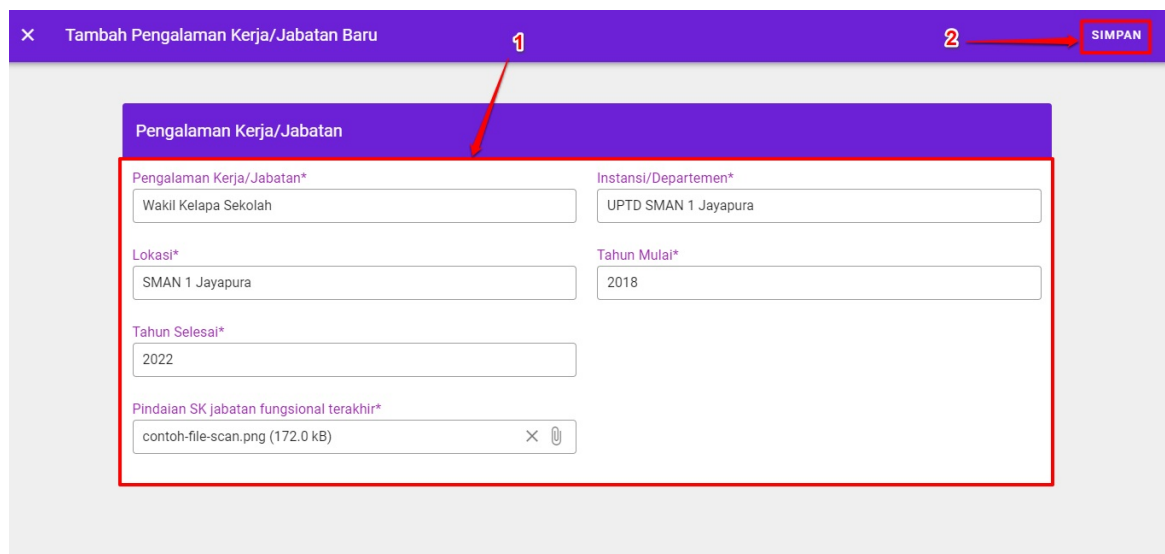 Tambah Pengalaman Kerja/Jabatan Baru
1
2
SIMPAN
Pengalaman Kerja/Jabatan
Pengalaman Kerja/Jabatan*
Instansi/Departemen*
Wakil Kelapa Sekolah
UPTD SMAN 1 Jayapura
Lokasi*
Tahun Mulai*
SMAN 1 Jayapura
2018
Tahun Selesai*
2022
Pindaian SK jabatan fungsional terakhir*
contoh-file-scan.png (172.0 kB)